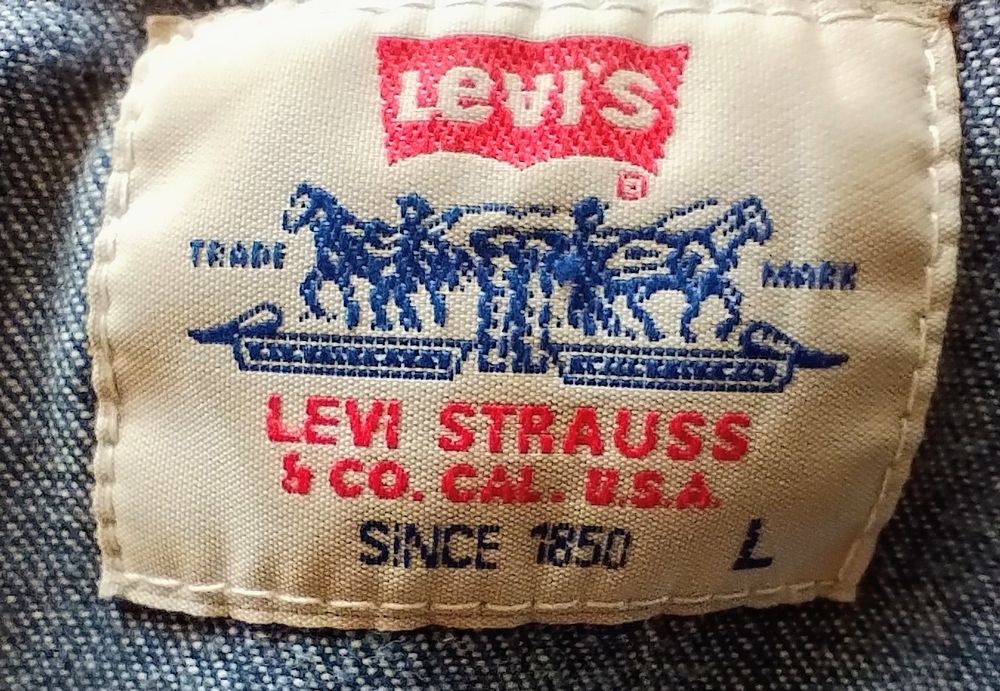 LEVI'S
®
TRADE MARK
LEVI STRAUSS
& CO. CAL. U.S.A.
SINCE 1850 L